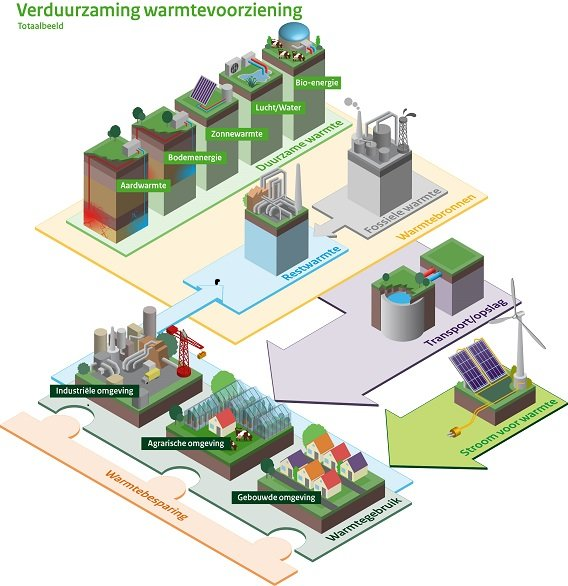 Verduurzaming warmtevoorziening
Totaalbeeld
Bio-energie
Lucht/Water
Zonnewarmte
Bodemenergie
Aardwarmte
Duurzame warmte
Fossiele warmte
Warmtebronnen
Restwarmte
Transport/opslag
Stroom voor warmte
Industriële omgeving
Agrarische omgeving
Gebouwde omgeving
Warmtegebruik
Warmtebesparing